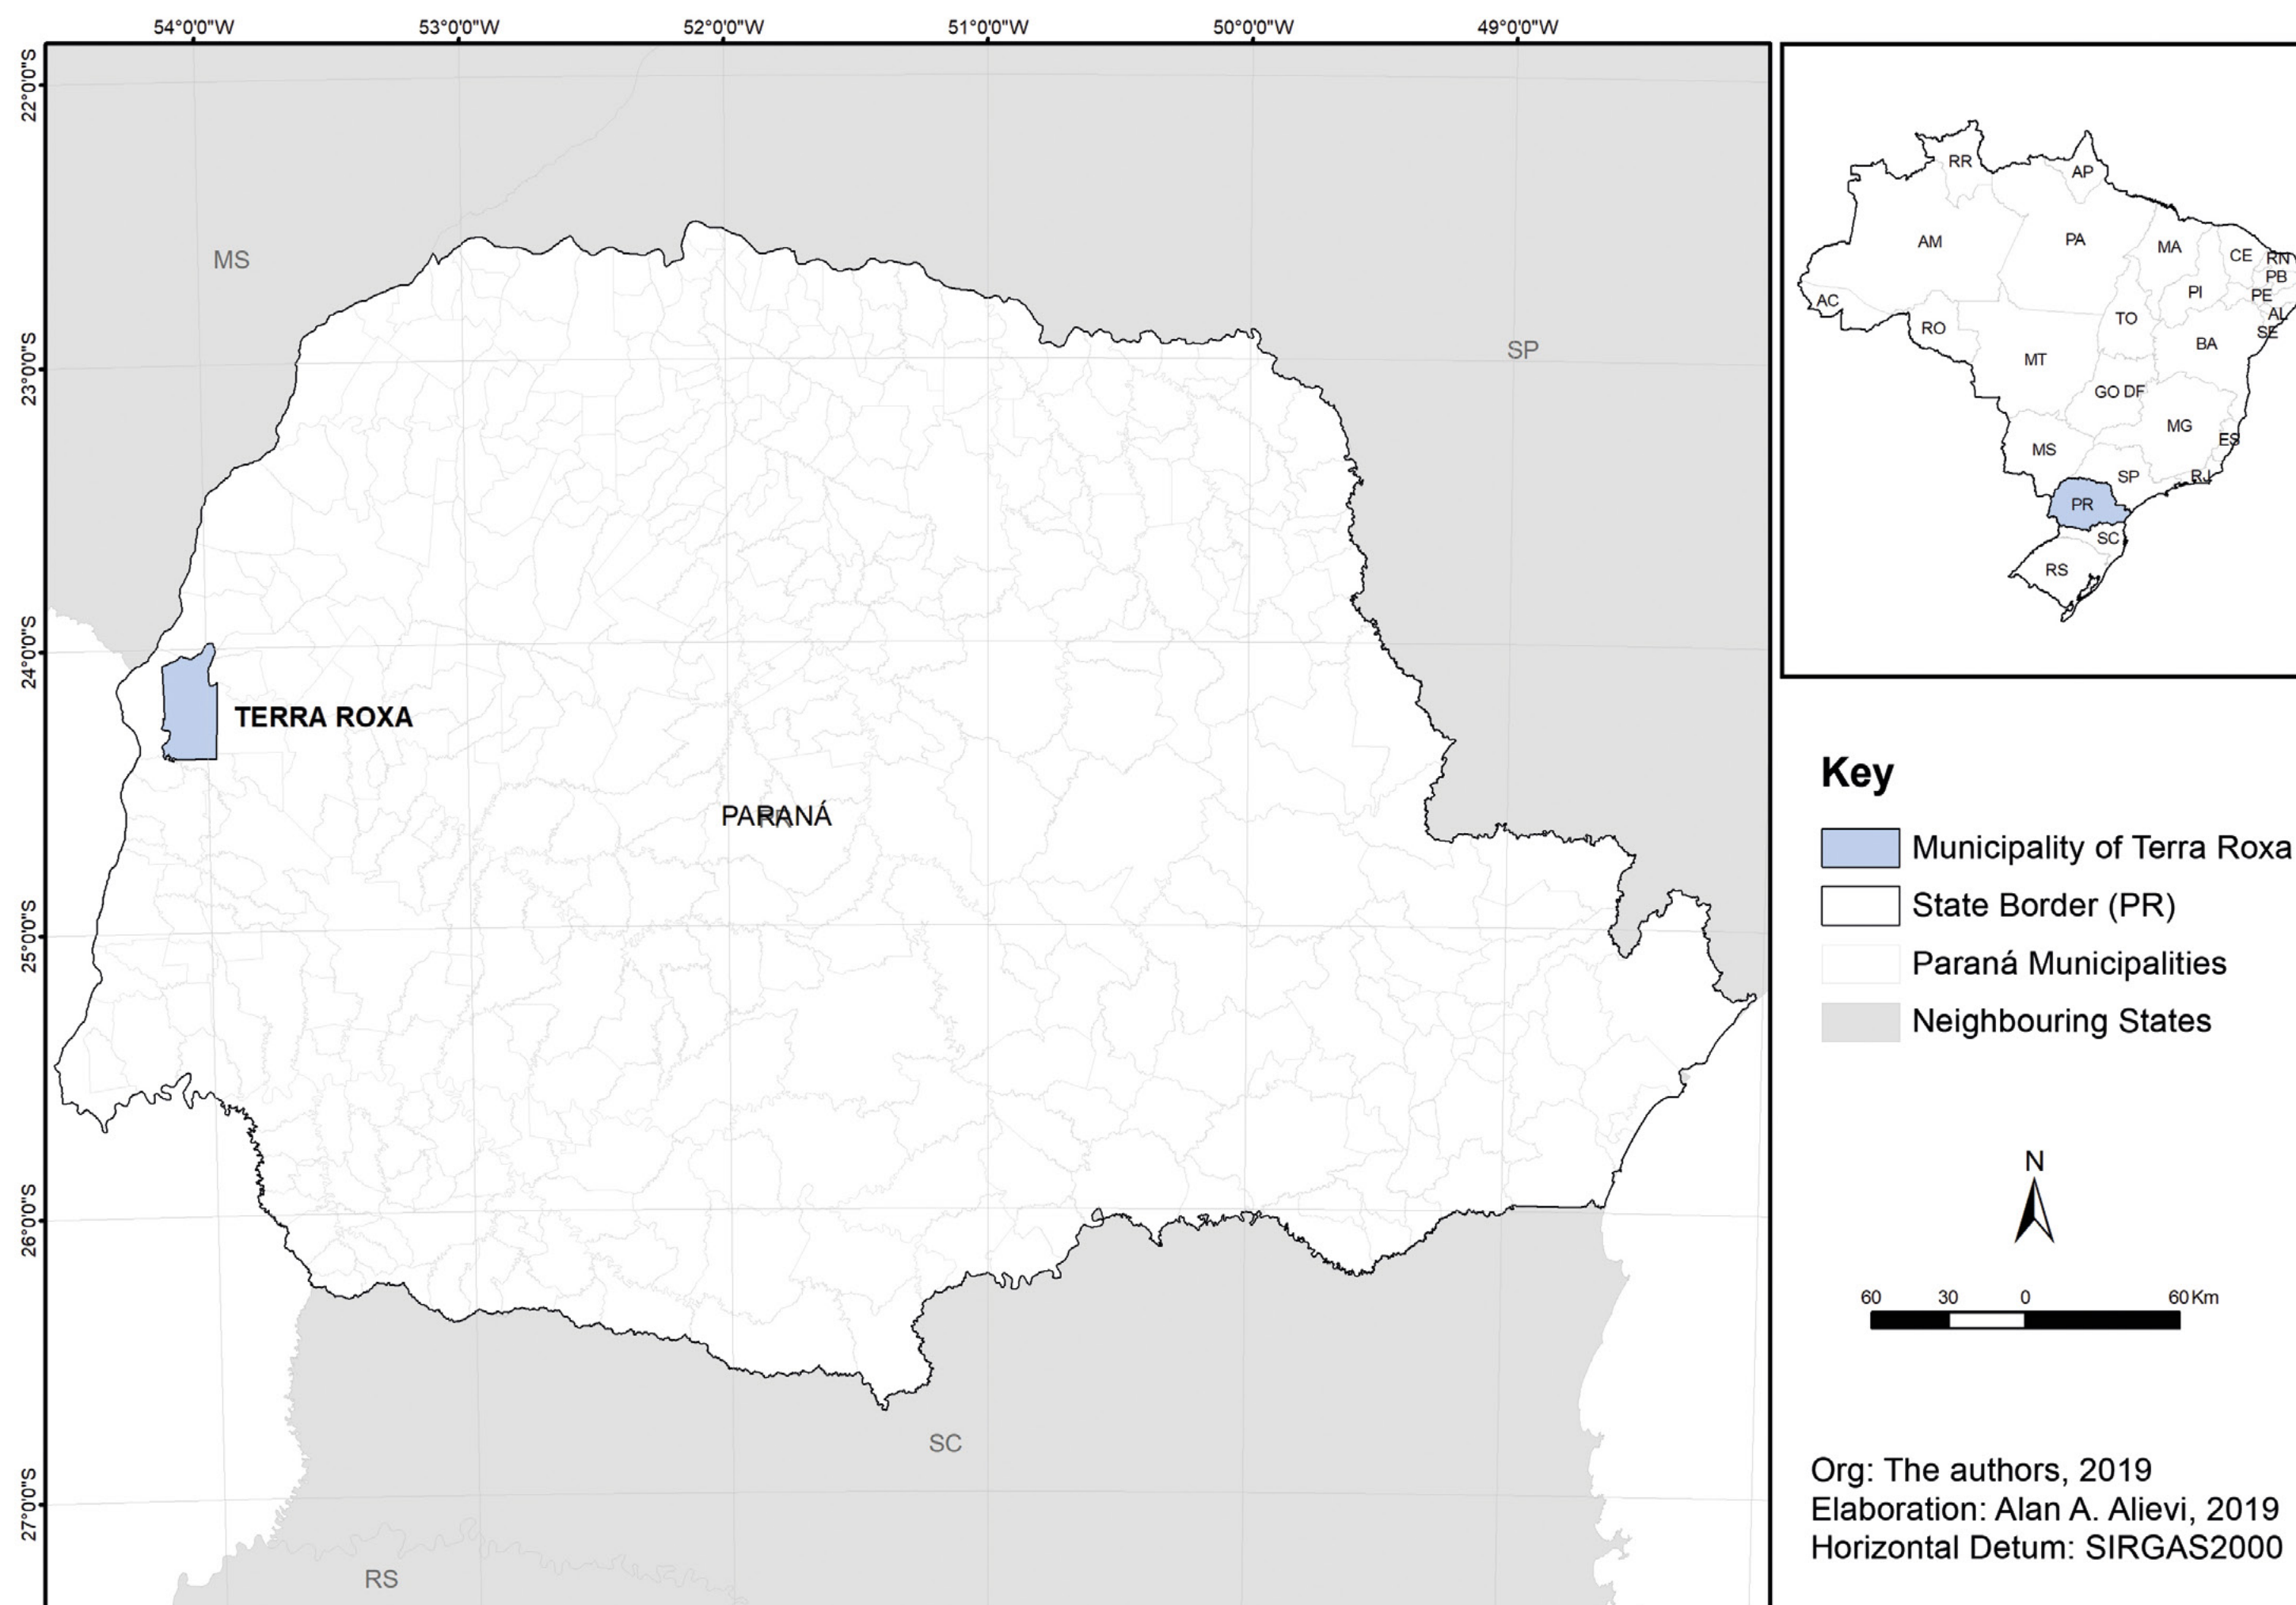 54°0'0"W 53°0'0"W 52°0'0"W 51°0'0"W 50°0'0"W 49°0'0"W
22°0'0"S
23°0'0"S
24°0'0"S
25°0'0"S
26°0'0"S
27°0'0"S
MS
SP
TERRA ROXA
PARANÁ
PR
SC
RS
RR
AP
AM
PA
MA
CE
RN
PB
PI
PE
AC
AL
TO
SE
RO
BA
MT
GO DF
MG
ES
MS
SP
RJ
PR
SC
RS
Key
Municipality of Terra Roxa
State Border (PR)
Paraná Municipalities
Neighbouring States
N
60 30 0 60 Km
Org: The authors, 2019
Elaboration: Alan A. Alievi, 2019
Horizontal Detum: SIRGAS2000